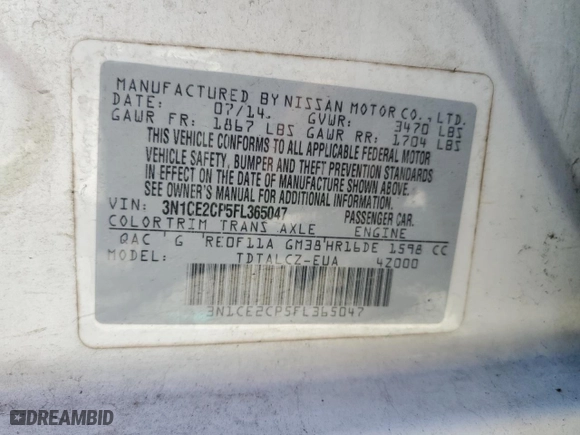 MANUFACTURED BY NISSAN MOTOR CO., LTD.
DATE: 07/14. GVWR: 3470 LBS
GAWR FR: 1867 LBS GAWR RR: 1704 LBS
THIS VEHICLE CONFORMS TO ALL APPLICABLE FEDERAL MOTOR
VEHICLE SAFETY, BUMPER AND THEFT PREVENTION STANDARDS
IN EFFECT ON THE DATE OF MANUFACTURE SHOWN ABOVE.
SEE OWNER'S MANUAL FOR ADDITIONAL INFORMATION.
VIN: 3N1CE2CP5FL365047 PASSENGER CAR.
COLOR TRIM TRANS AXLE ENGINE
QAC 'G 'RE0F11A GM38'HR16DE 1598 CC
MODEL: TDTALCZ-EUA 42000
3N1CE2CP5FL365047
DREAMBID